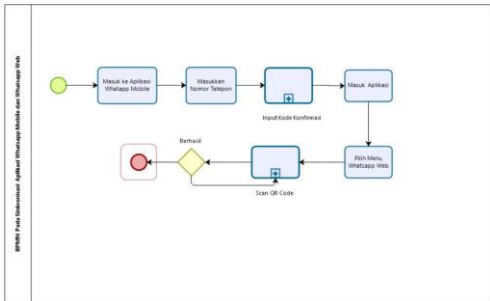 BPMN Pada Sinkronisasi Aplikasi Whatsapp Mobile dan Whatsapp Web
Masuk ke Aplikasi
Whatapp Mobile
Masukkan
Nomor Telepon
Input Kode Konfirmasi
Masuk Aplikasi
Pilih Menu
Whatsapp Web
Scan QR Code
Berhasil